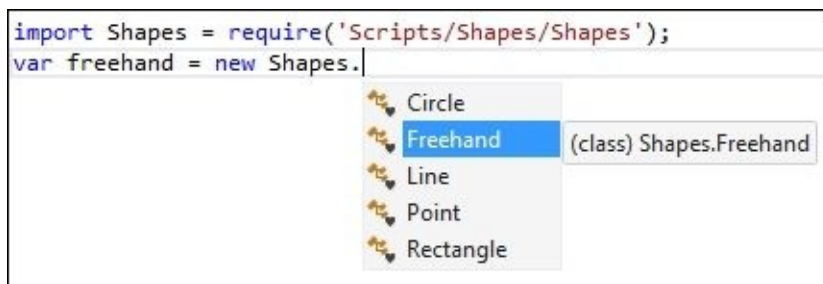 import Shapes = require('Scripts/Shapes/Shapes');
var freehand = new Shapes.
Circle
Freehand
(class) Shapes.Freehand
Line
Point
Rectangle